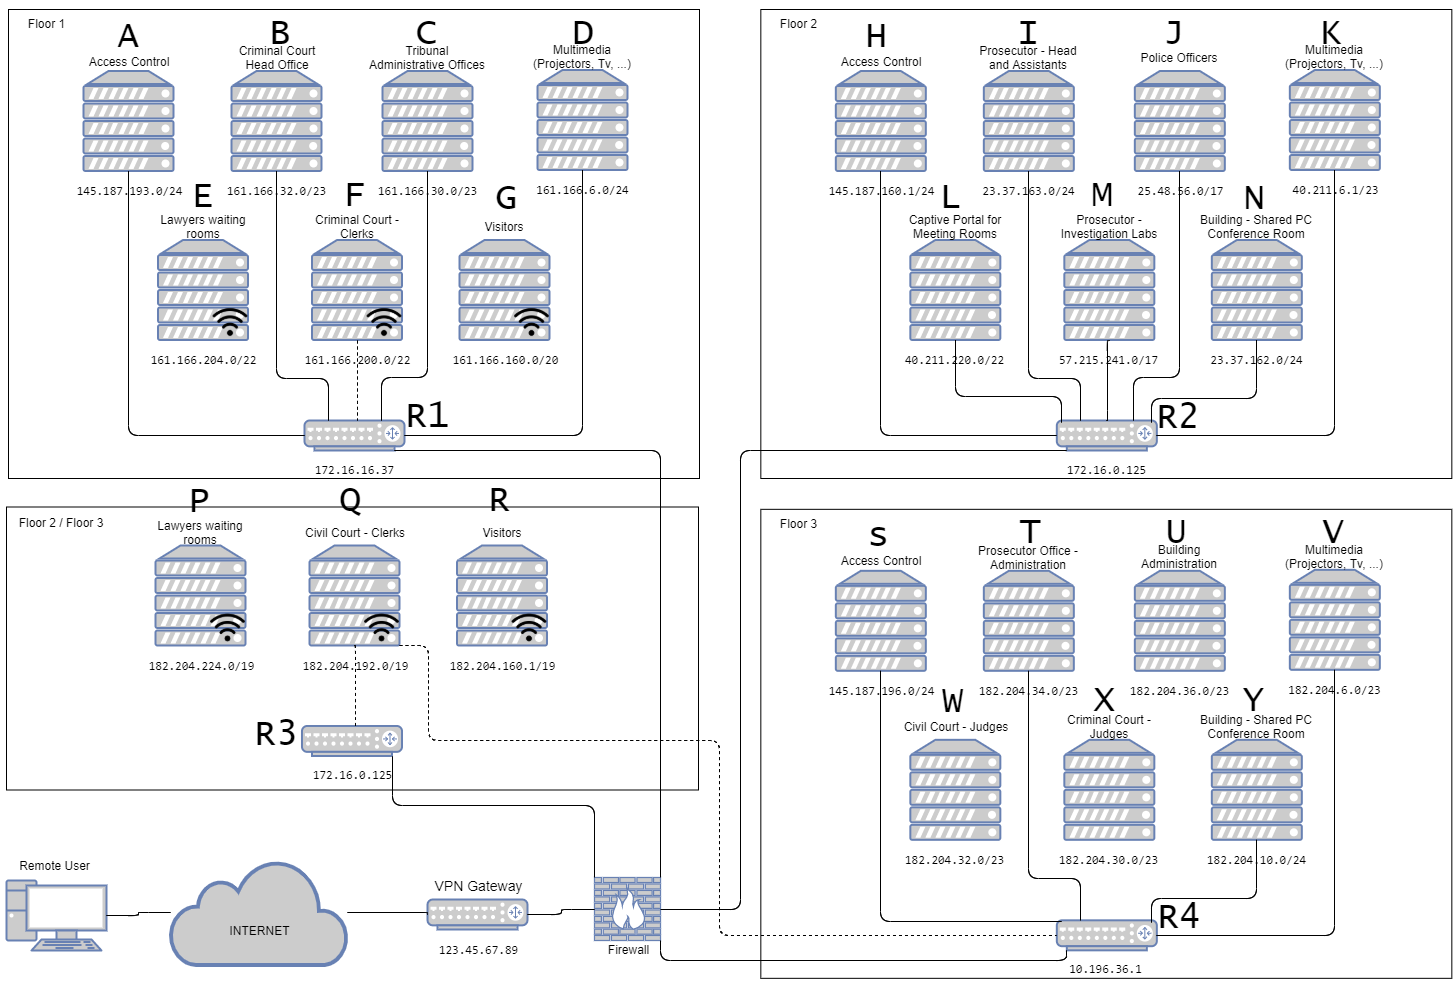 Floor 1
A
B
C
D
Access Control
Criminal Court
Head Office
Tribunal
Administrative Offices
Multimedia
(Projectors, Tv, ...)
145.187.193.0/24
161.166.32.0/23
161.166.30.0/23
161.166.6.0/24
E
F
G
Lawyers waiting
rooms
Criminal Court -
Clerks
Visitors
161.166.204.0/22
161.166.200.0/22
161.166.160.0/20
R1
172.16.16.37
Floor 2
H
I
J
K
Access Control
Prosecutor - Head
and Assistants
Police Officers
Multimedia
(Projectors, Tv, ...)
145.187.160.1/24
23.37.163.0/24
25.48.56.0/17
40.211.6.1/23
L
M
N
Captive Portal for
Meeting Rooms
Prosecutor -
Investigation Labs
Building - Shared PC
Conference Room
40.211.220.0/22
57.215.241.0/17
23.37.162.0/24
R2
172.16.0.125
Floor 2 / Floor 3
P
Q
R
Lawyers waiting
rooms
Civil Court - Clerks
Visitors
182.204.224.0/19
182.204.192.0/19
182.204.160.1/19
R3
172.16.0.125
Floor 3
s
T
U
V
Access Control
Prosecutor Office -
Administration
Building
Administration
Multimedia
(Projectors, Tv, ...)
145.187.196.0/24
182.204.34.0/23
182.204.36.0/23
182.204.6.0/23
W
X
Y
Civil Court - Judges
Criminal Court -
Judges
Building - Shared PC
Conference Room
182.204.32.0/23
182.204.30.0/23
182.204.10.0/24
R4
10.196.36.1
Remote User
INTERNET
VPN Gateway
123.45.67.89
Firewall